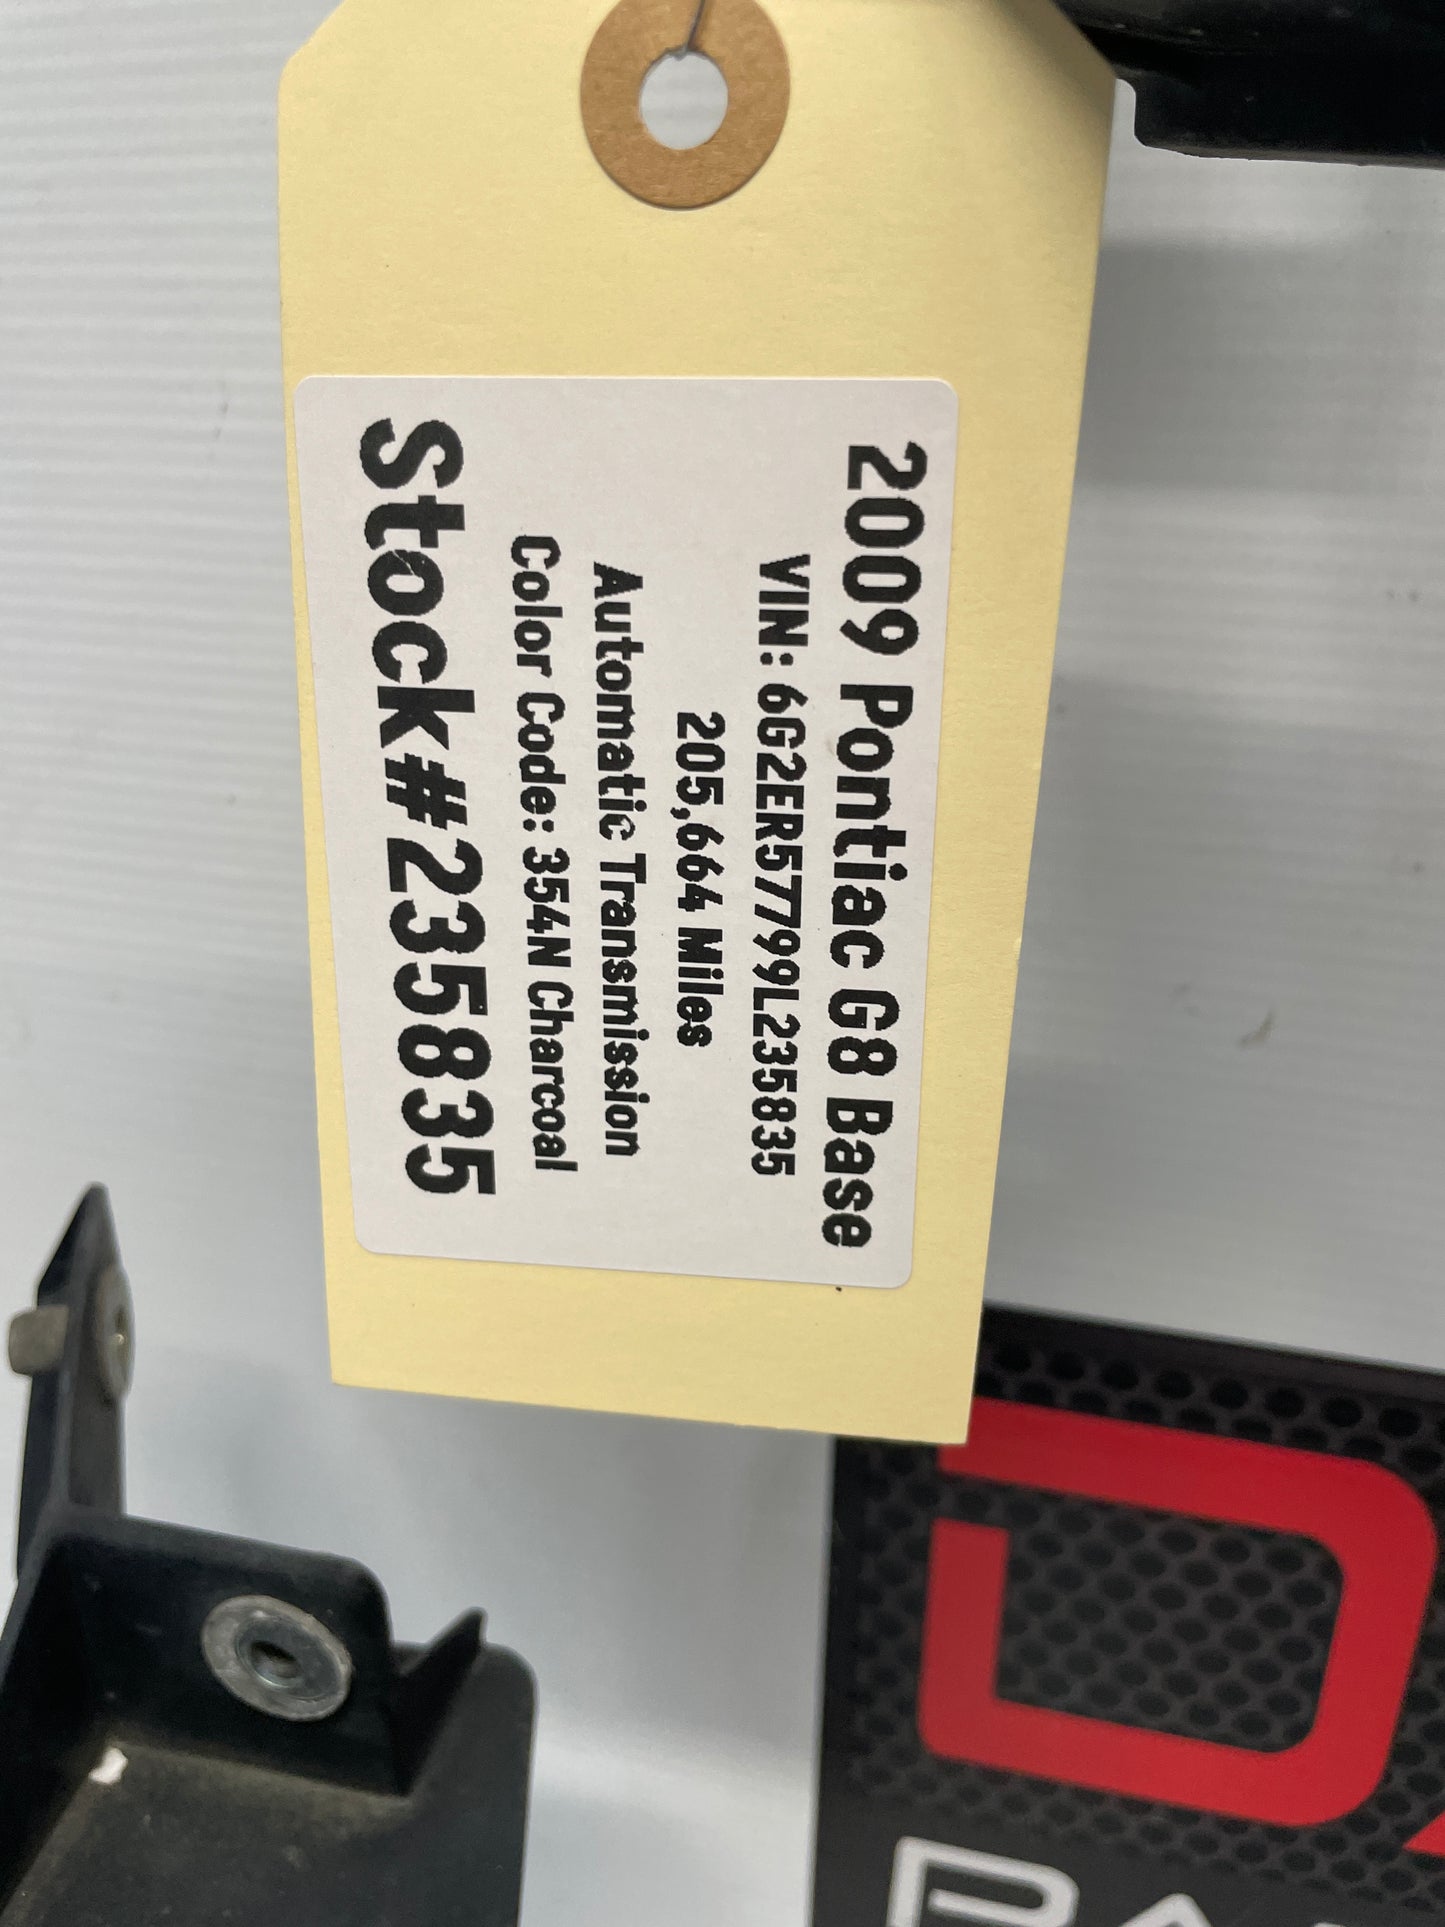 2009 Pontiac G8 Base
VIN: 6G2ER57799L235835
205,664 Miles
Automatic Transmission
Color Code: 354N Charcoal
Stock#235835